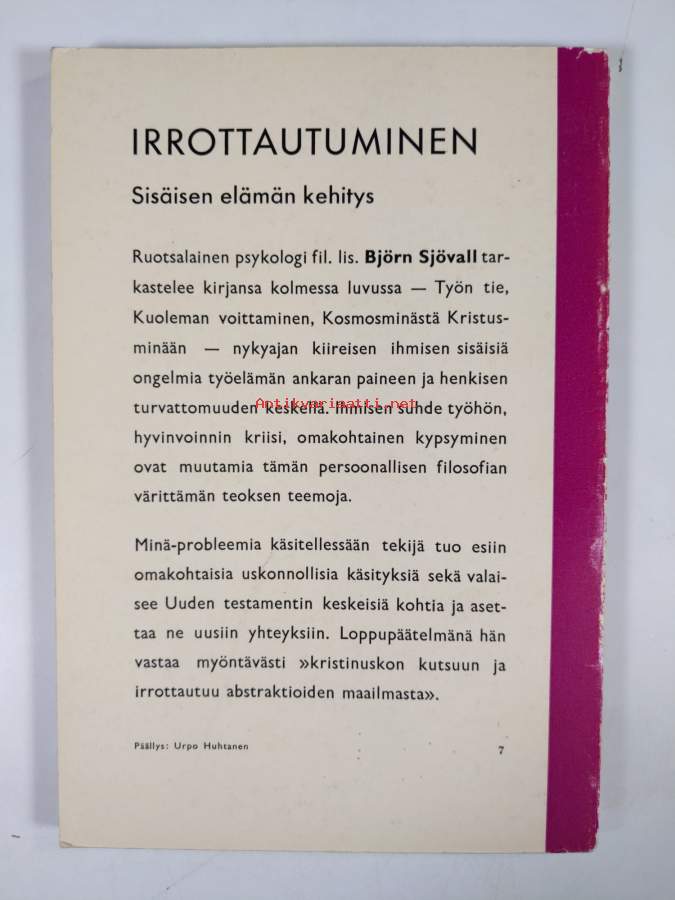 IRROTTAUTUMINEN
Sisäisen elämän kehitys
Ruotsalainen psykologi fil. lis. Björn Sjövall tar-
kastelee kirjansa kolmessa luvussa — Työn tie,
Kuoleman voittaminen, Kosmosminästä Kristus-
minään — nykyajan kiireisen ihmisen sisäisiä
ongelmia työelämän ankaran paineen ja henkisen
turvattomuuden keskellä. Ihmisen suhde työhön,
Antikvariaatti.net
hyvinvoinnin kriisi, omakohtainen kypsyminen
ovat muutamia tämän persoonallisen filosofian
värittämän teoksen teemoja.
Minä-probleemia käsitellessään tekijä tuo esiin
omakohtaisia uskonnollisia käsityksiä sekä valai-
see Uuden testamentin keskeisiä kohtia ja aset-
taa ne uusiin yhteyksiin. Loppupäätelmänä hän
vastaa myöntävästi »kristinuskon kutsuun ja
irrottautuu abstraktioiden maailmasta».
Päällys: Urpo Huhtanen 7